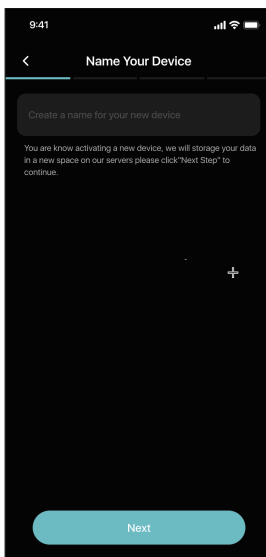 9:41
Name Your Device
Create a name for your new device
You are know activating a new device, we will storage your data
in a new space on our servers please click"Next Step" to
continue.
Next